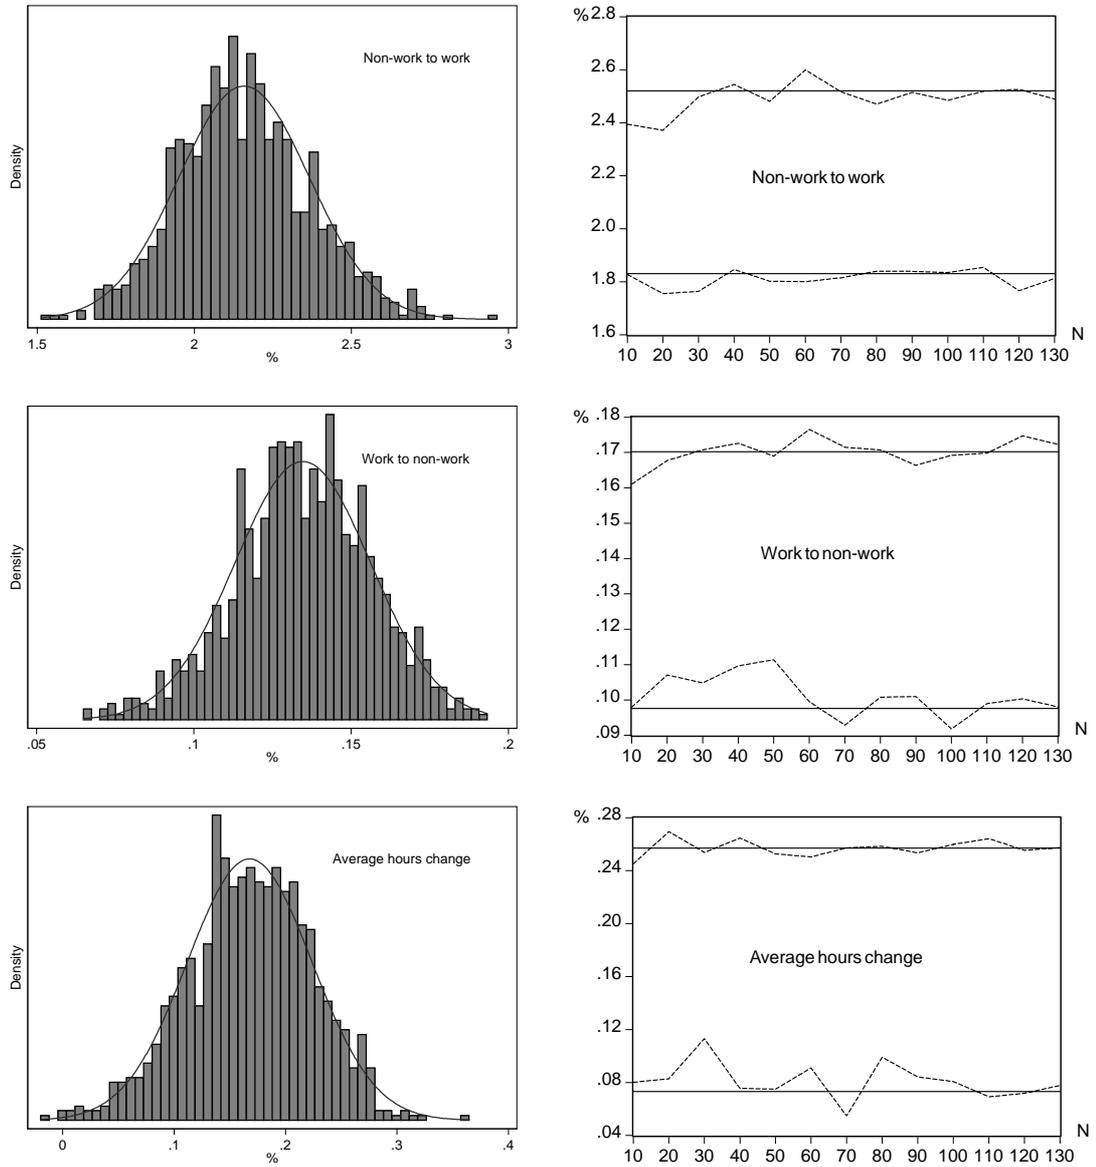 Non-work to work
Density
1.5 2 2.5 3
%
% 2.8
2.6
2.4
2.2
2.0
1.8
1.6
Non-work to work
10 20 30 40 50 60 70 80 90 100 110 120 130
N
Work to non-work
Density
.05 .1 .15 .2
%
% .18
.17
.16
.15
.14
.13
.12
.11
.10
.09
Work to non-work
10 20 30 40 50 60 70 80 90 100 110 120 130
N
Average hours change
Density
0 .1 .2 .3 .4
%
% .28
.24
.20
.16
.12
.08
.04
Average hours change
10 20 30 40 50 60 70 80 90 100 110 120 130
N